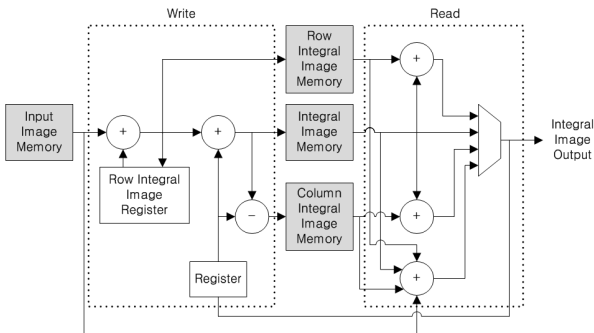 Write
Read
Row
Integral
Image
Memory
Input
Image
Memory
+
+
Integral
Image
Memory
+
Integral
Image
Output
Row Integral
Image
Register
−
Column
Integral
Image
Memory
+
Register
+